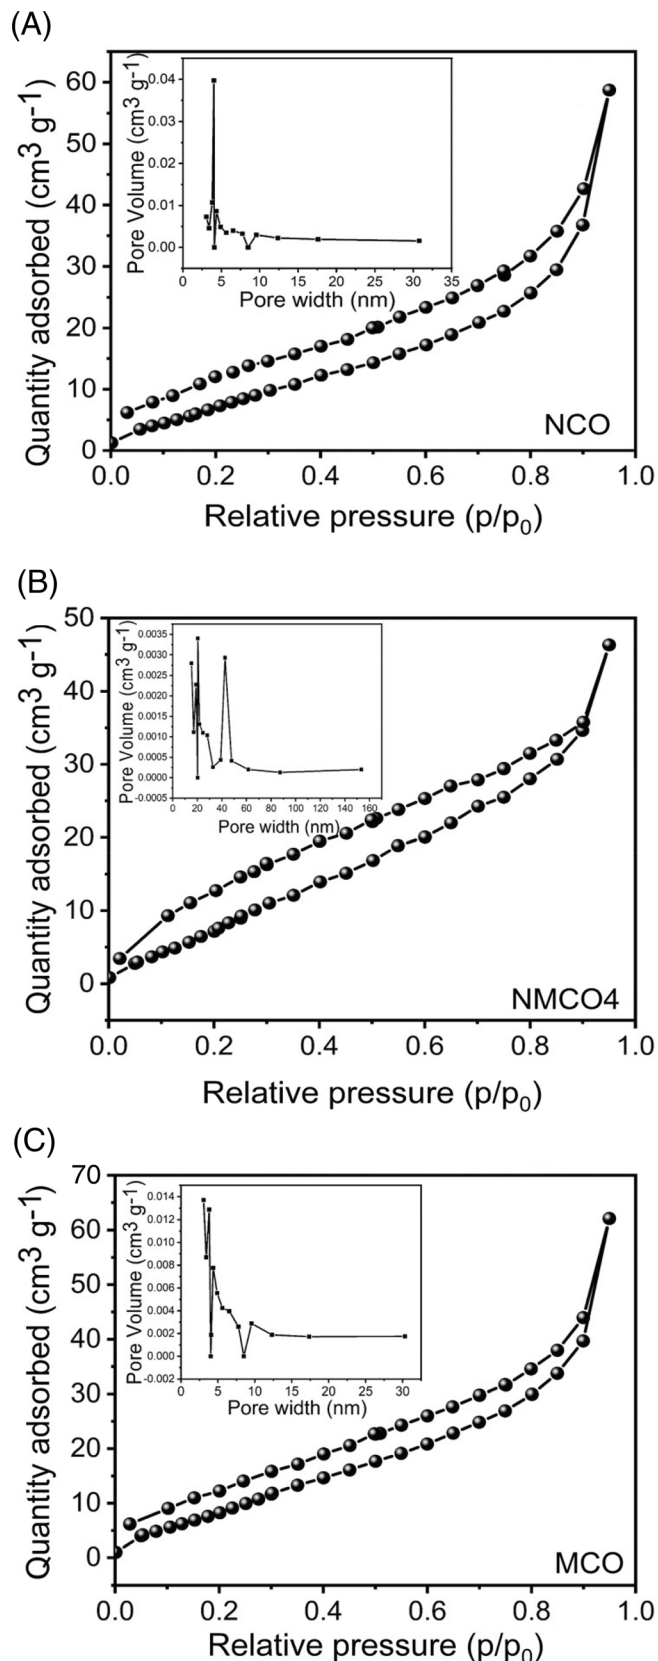 (A)
60
50
40
30
20
10
0
0.0 0.2 0.4 0.6 0.8 1.0
Quantity adsorbed (cm3 g-1)
Relative pressure (p/p0)
NCO
0.04
0.03
0.02
0.01
0.00
0 5 10 15 20 25 30 35
Pore Volume (cm3 g-1)
Pore width (nm)
(B)
50
40
30
20
10
0
0.0 0.2 0.4 0.6 0.8 1.0
Quantity adsorbed (cm3 g-1)
Relative pressure (p/p0)
NMCO4
0.0035
0.0030
0.0025
0.0020
0.0015
0.0010
0.0005
0.0000
-0.0005
0 20 40 60 80 100 120 140 160
Pore Volume (cm3 g-1)
Pore width (nm)
(C)
70
60
50
40
30
20
10
0
0.0 0.2 0.4 0.6 0.8 1.0
Quantity adsorbed (cm3 g-1)
Relative pressure (p/p0)
MCO
0.014
0.012
0.010
0.008
0.006
0.004
0.002
0.000
-0.002
0 5 10 15 20 25 30
Pore Volume (cm3 g-1)
Pore width (nm)